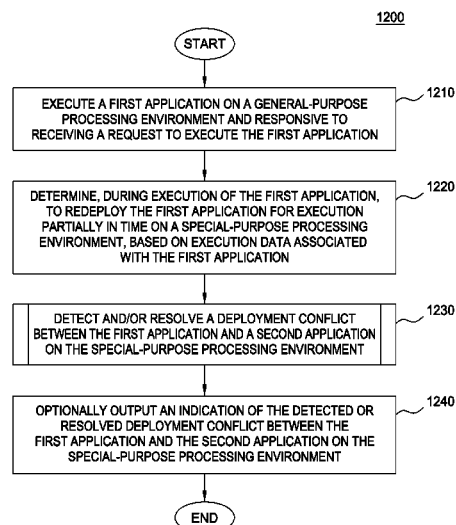 1200
START
EXECUTE A FIRST APPLICATION ON A GENERAL-PURPOSE
PROCESSING ENVIRONMENT AND RESPONSIVE TO
RECEIVING A REQUEST TO EXECUTE THE FIRST APPLICATION
1210
DETERMINE, DURING EXECUTION OF THE FIRST APPLICATION,
TO REDEPLOY THE FIRST APPLICATION FOR EXECUTION
PARTIALLY IN TIME ON A SPECIAL-PURPOSE PROCESSING
ENVIRONMENT, BASED ON EXECUTION DATA ASSOCIATED
WITH THE FIRST APPLICATION
1220
DETECT AND/OR RESOLVE A DEPLOYMENT CONFLICT
BETWEEN THE FIRST APPLICATION AND A SECOND APPLICATION
ON THE SPECIAL-PURPOSE PROCESSING ENVIRONMENT
1230
OPTIONALLY OUTPUT AN INDICATION OF THE DETECTED OR
RESOLVED DEPLOYMENT CONFLICT BETWEEN THE
FIRST APPLICATION AND THE SECOND APPLICATION ON THE
SPECIAL-PURPOSE PROCESSING ENVIRONMENT
1240
END